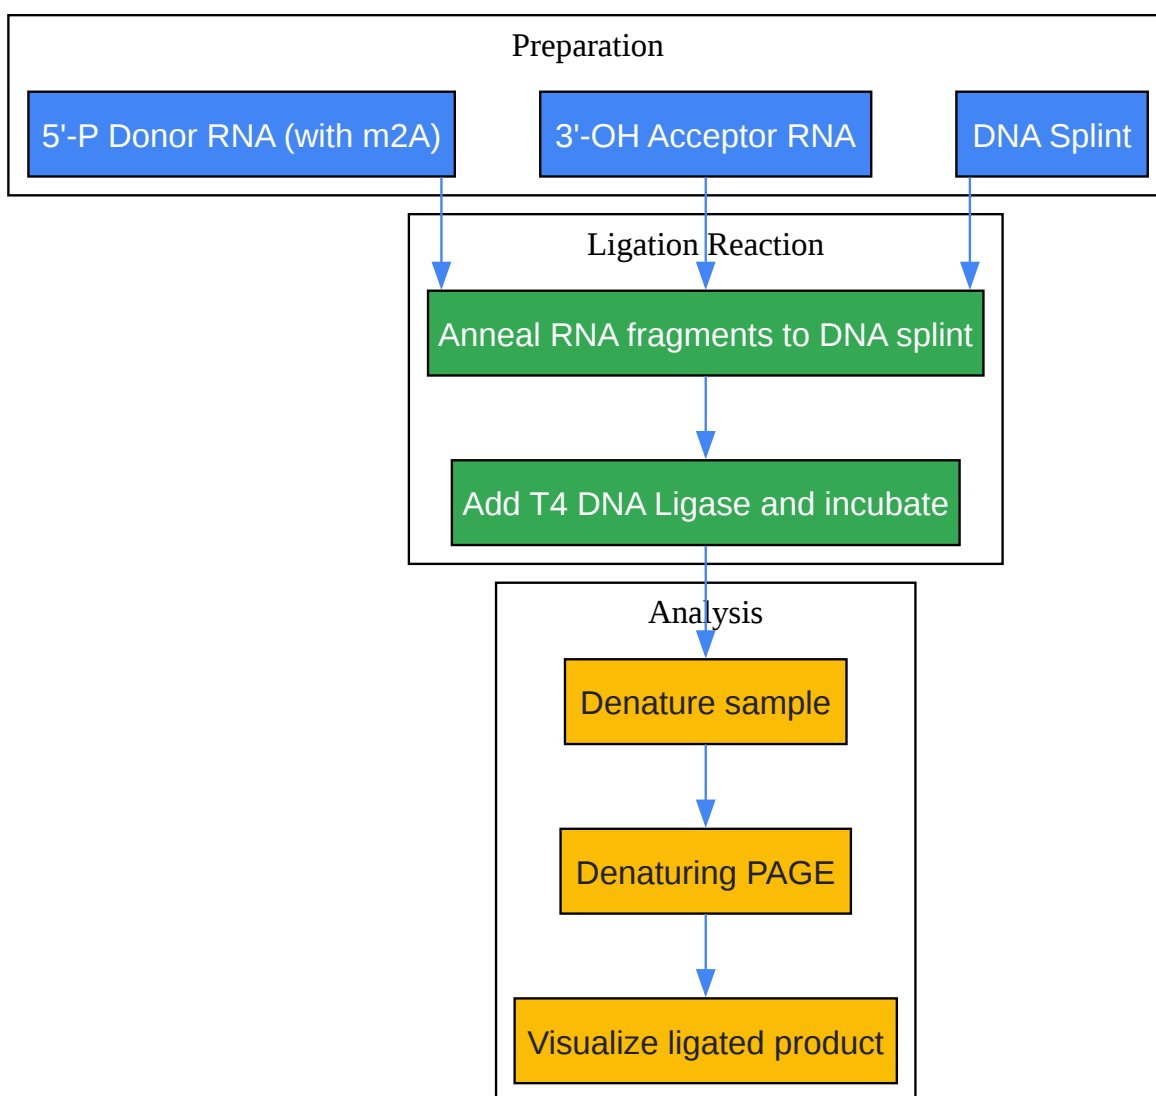 Preparation
5'-P Donor RNA (with m2A)
3'-OH Acceptor RNA
DNA Splint
Ligation Reaction
Anneal RNA fragments to DNA splint
Add T4 DNA Ligase and incubate
Analysis
Denature sample
Denaturing PAGE
Visualize ligated product